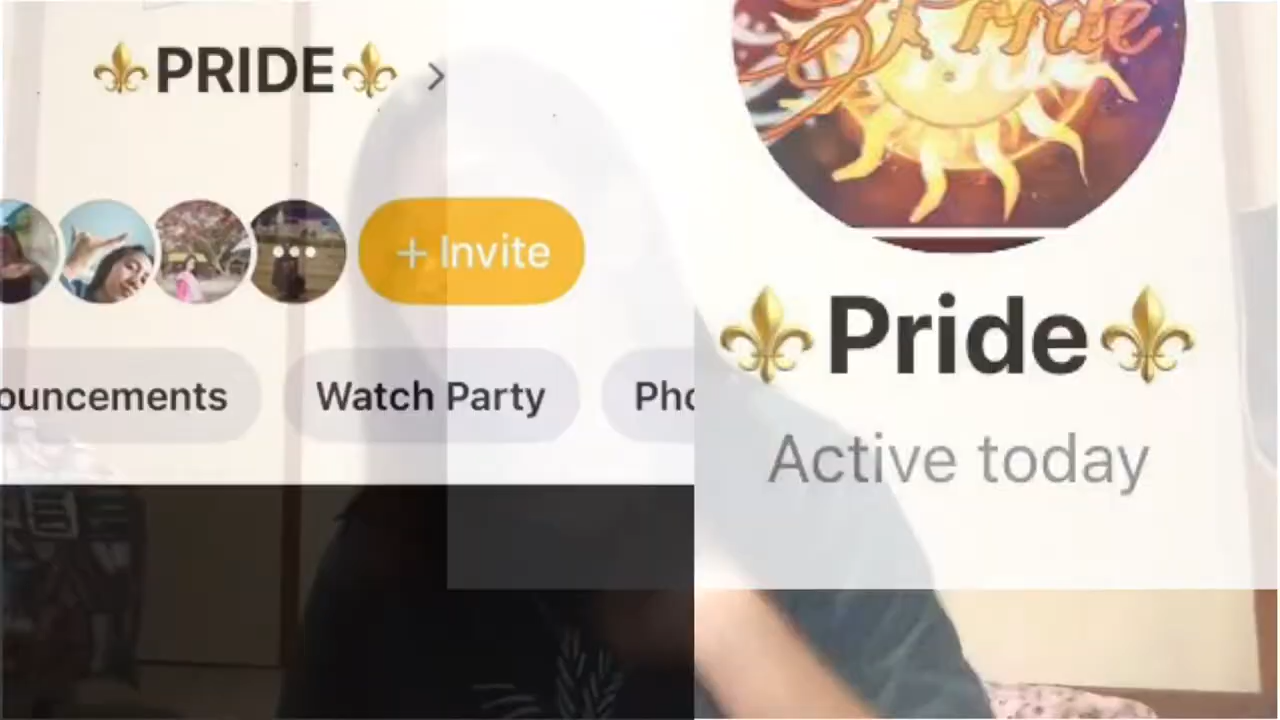 ⚜️PRIDE⚜️ >
+ Invite
ouncements
Watch Party
Pho
Pride
⚜️Pride⚜️
Active today